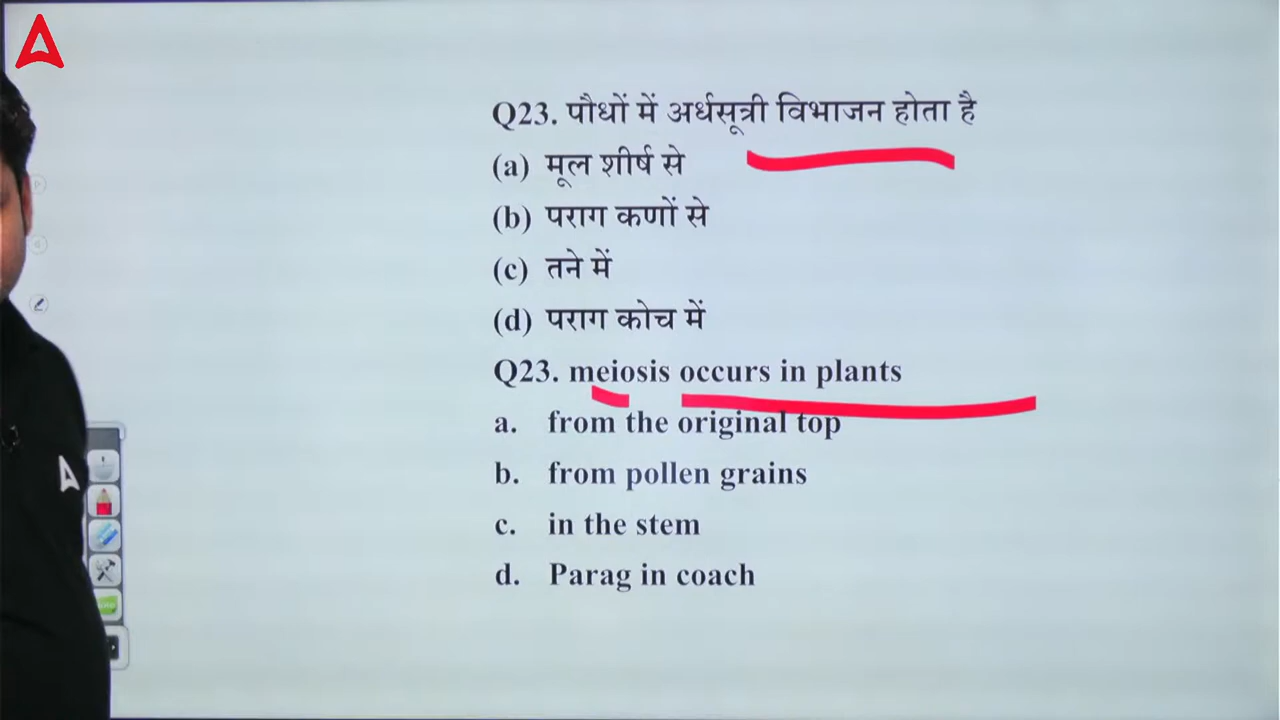 Q23. पौधों में अर्धसूत्री विभाजन होता है
(a) मूल शीर्ष से
(b) पराग कणों से
(c) तने में
(d) पराग कोच में
Q23. meiosis occurs in plants
a. from the original top
b. from pollen grains
c. in the stem
d. Parag in coach